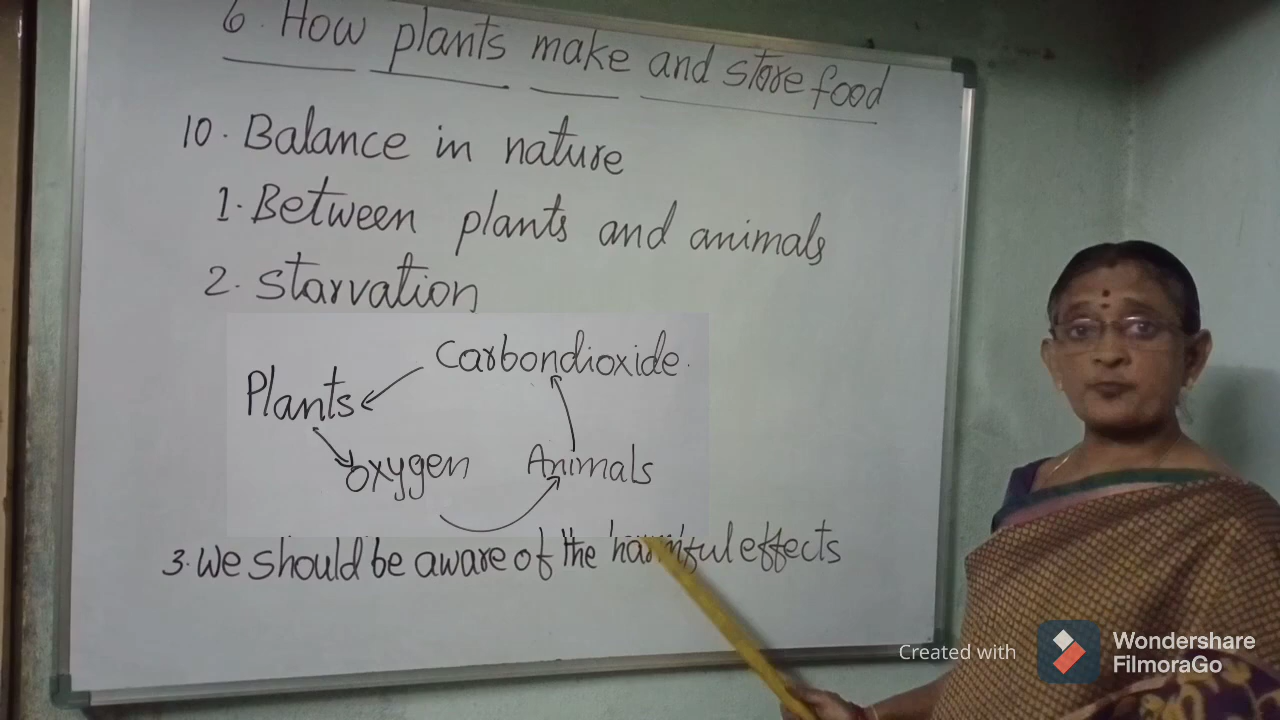 6. How plants make and store food
10. Balance in nature
1. Between plants and animals
2. Starvation
Carbondioxide.
Plants
Oxygen Animals
3. We should be aware of the harmful effects
Created with Wondershare FilmoraGo